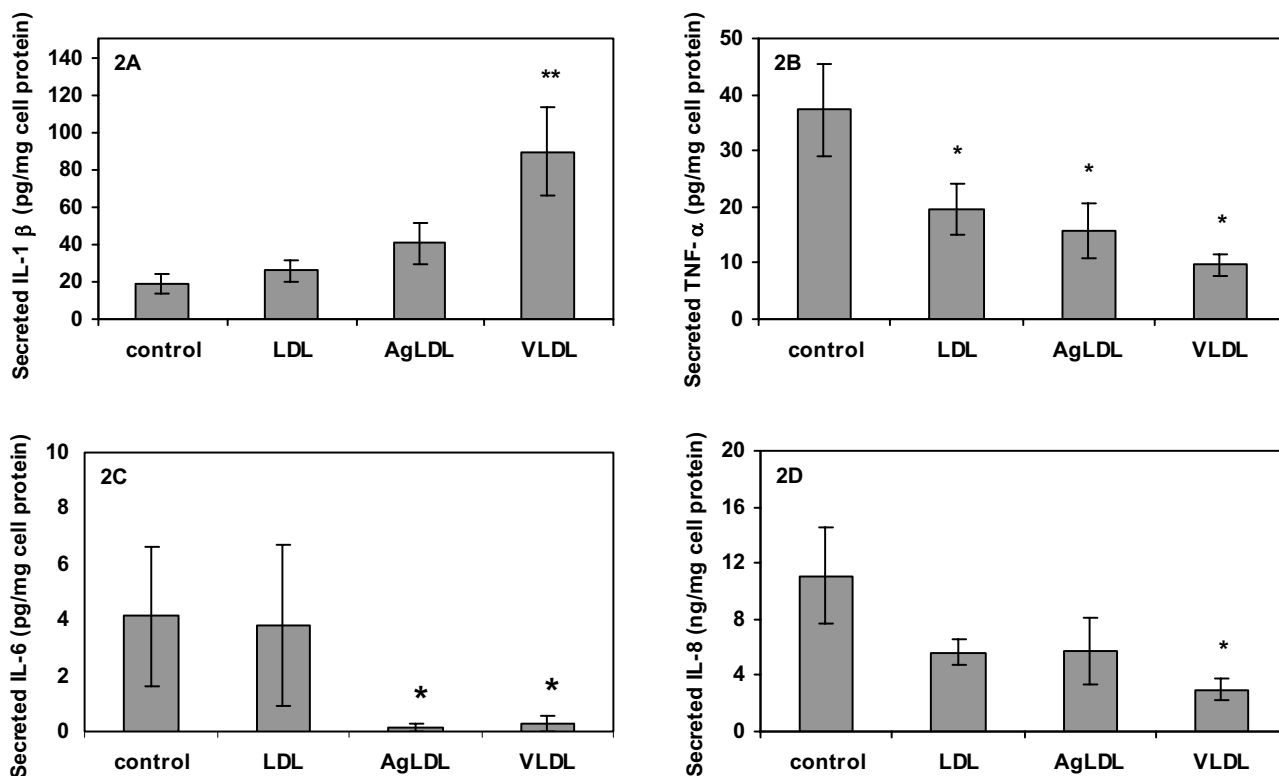 2A
Secreted IL-1 β (pg/mg cell protein)
140
120
100
80
60
40
20
0
**
control LDL AgLDL VLDL
2B
Secreted TNF- α (pg/mg cell protein)
50
40
30
20
10
0
*
*
*
control LDL AgLDL VLDL
2C
Secreted IL-6 (pg/mg cell protein)
10
8
6
4
2
0
*
*
control LDL AgLDL VLDL
2D
Secreted IL-8 (ng/mg cell protein)
20
16
12
8
4
0
*
control LDL AgLDL VLDL